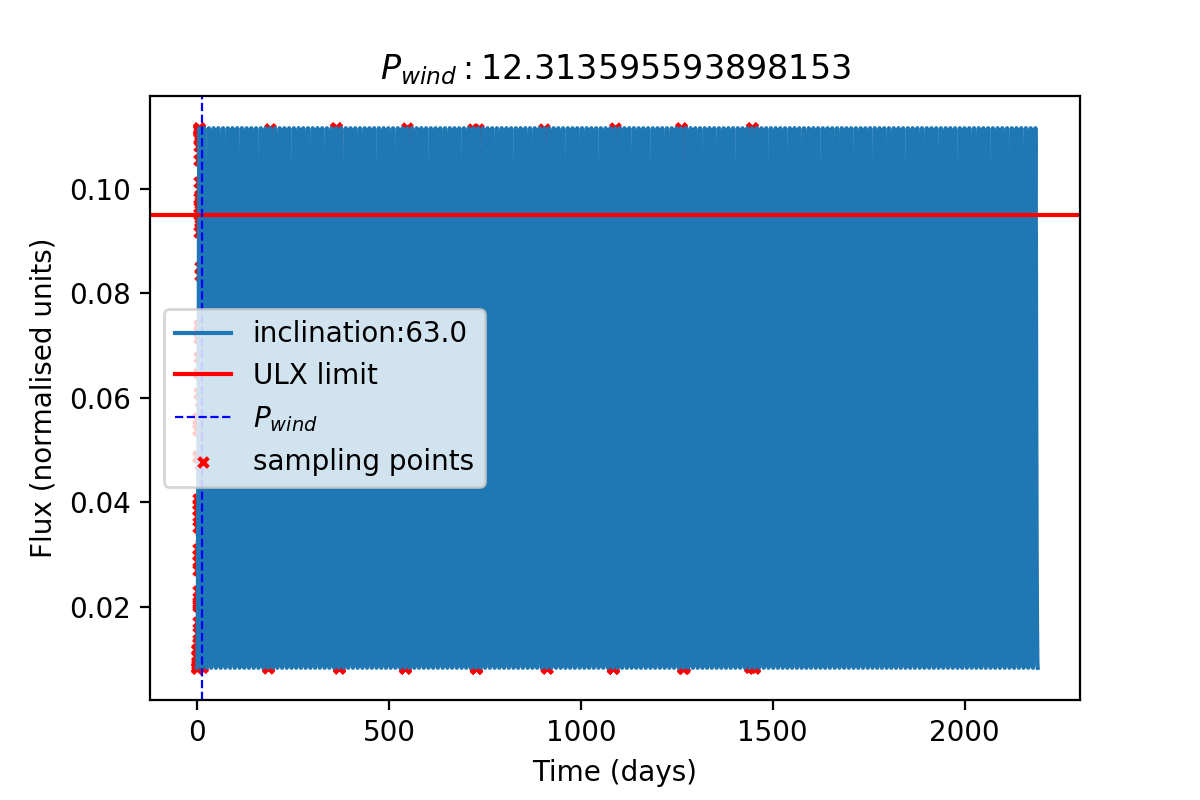 P_wind : 12.313595593898153
0.10
0.08
0.06
0.04
0.02
Flux (normalised units)
inclination:63.0
ULX limit
P_wind
sampling points
0 500 1000 1500 2000
Time (days)